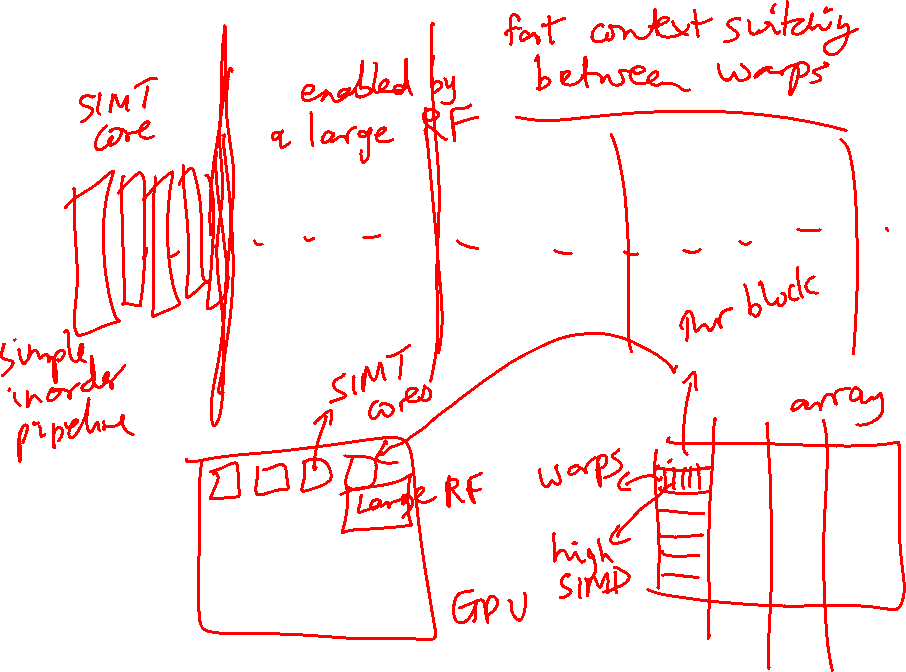 fast context switching
between warps
enabled by
a large RF
SIMT
core
simple
inorder
pipeline
thr block
SIMT
cores
array
warps
Large RF
high
SIMD
GPU